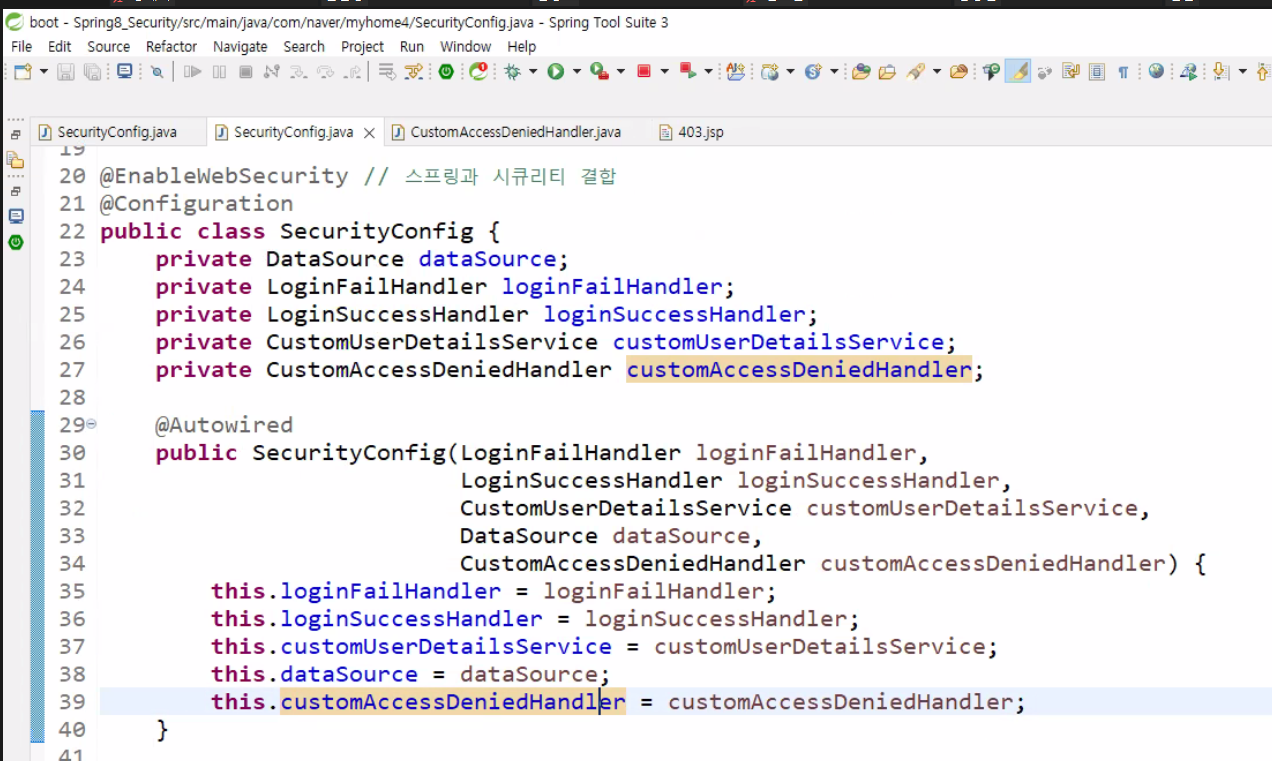 boot - Spring8_Security/src/main/java/com/naver/myhome4/SecurityConfig.java - Spring Tool Suite 3
File Edit Source Refactor Navigate Search Project Run Window Help
SecurityConfig.java SecurityConfig.java CustomAccessDeniedHandler.java 403.jsp
19
20 @EnableWebSecurity // 스프링과 시큐리티 결합
21 @Configuration
22 public class SecurityConfig {
23 private DataSource dataSource;
24 private LoginFailHandler loginFailHandler;
25 private LoginSuccessHandler loginSuccessHandler;
26 private CustomUserDetailsService customUserDetailsService;
27 private CustomAccessDeniedHandler customAccessDeniedHandler;
28
29 @Autowired
30 public SecurityConfig(LoginFailHandler loginFailHandler,
31 LoginSuccessHandler loginSuccessHandler,
32 CustomUserDetailsService customUserDetailsService,
33 DataSource dataSource,
34 CustomAccessDeniedHandler customAccessDeniedHandler) {
35 this.loginFailHandler = loginFailHandler;
36 this.loginSuccessHandler = loginSuccessHandler;
37 this.customUserDetailsService = customUserDetailsService;
38 this.dataSource = dataSource;
39 this.customAccessDeniedHandler = customAccessDeniedHandler;
40 }
41